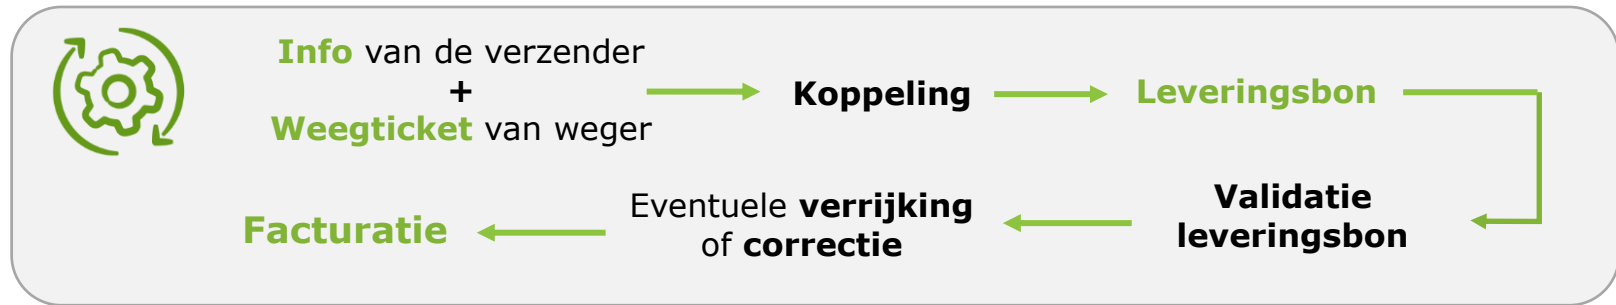 Info van de verzender
+
Weegticket van weger
Koppeling
Leveringsbon
Validatie
leveringsbon
Eventuele verrijking
of correctie
Facturatie